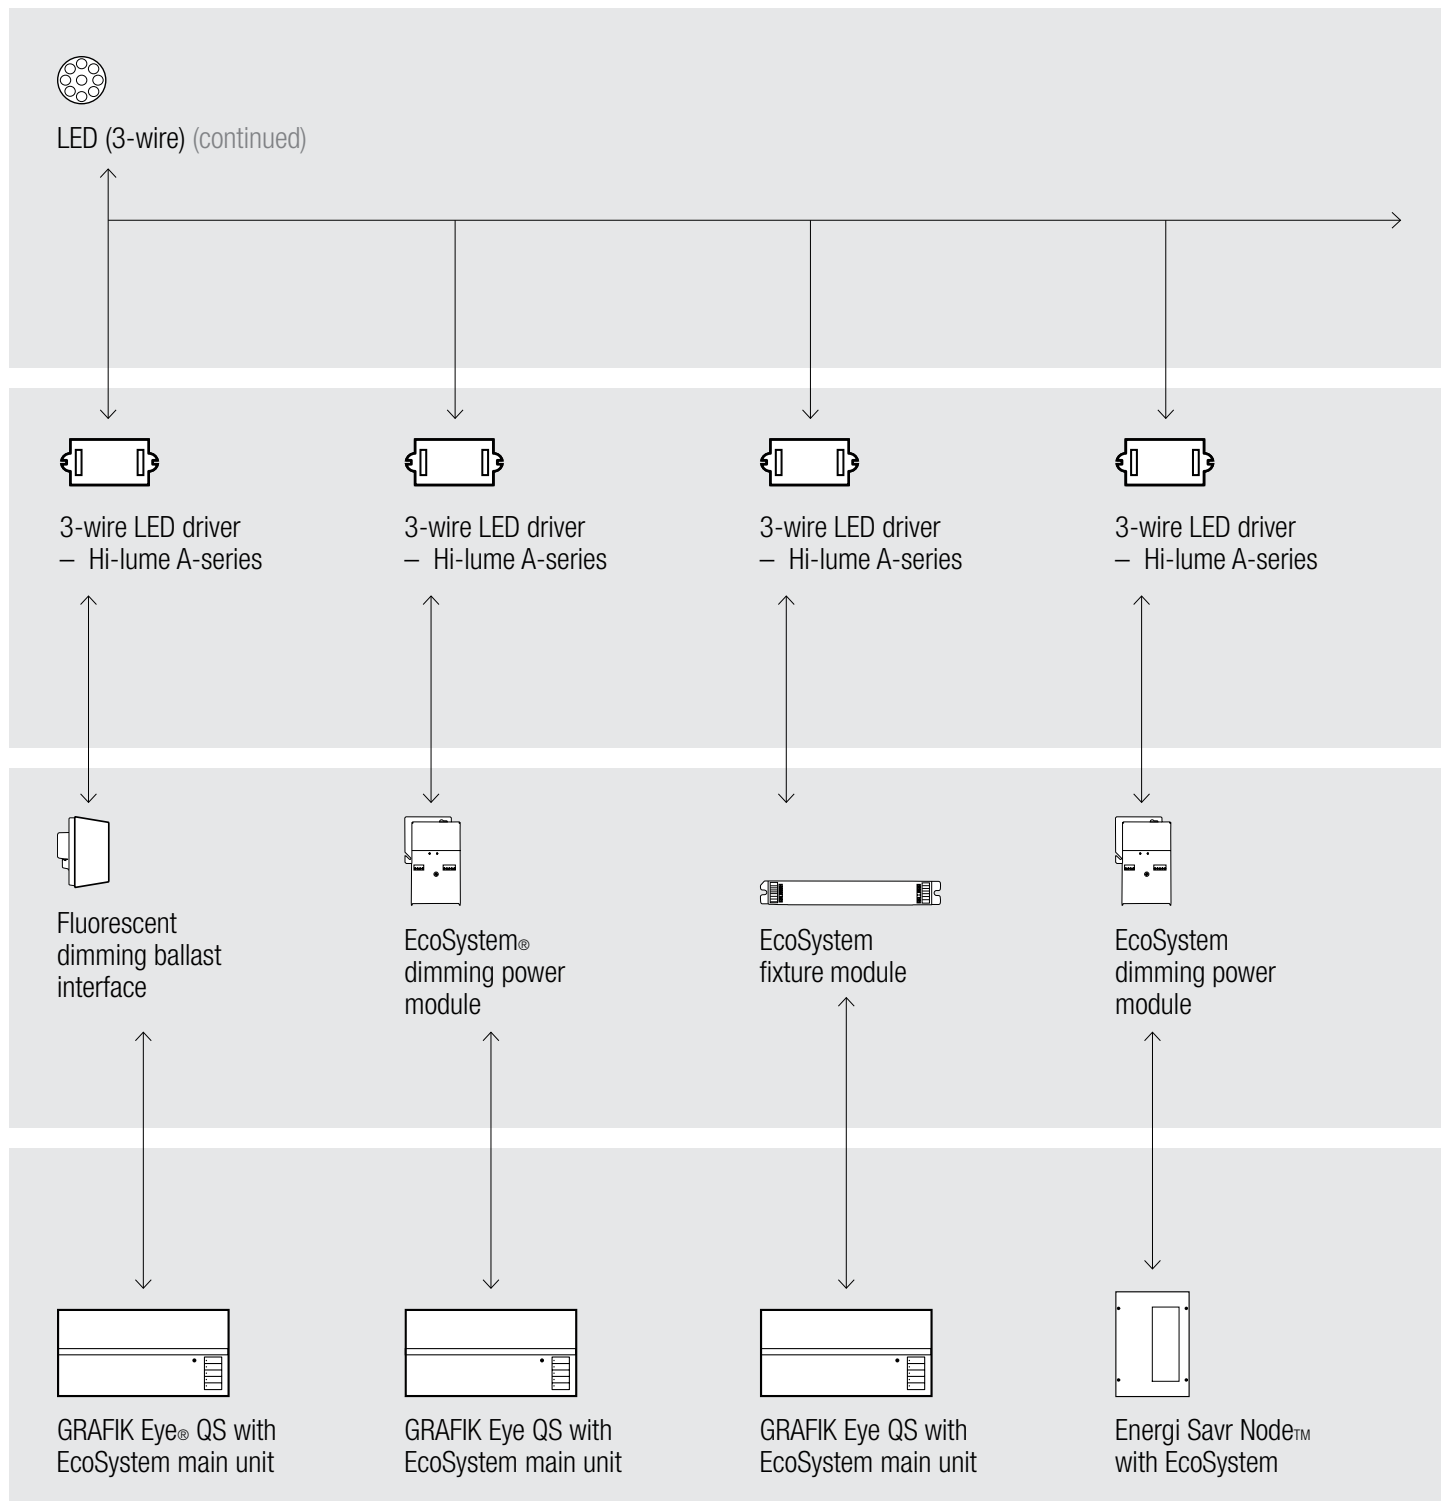 LED (3-wire) (continued)
3-wire LED driver
– Hi-lume A-series
3-wire LED driver
– Hi-lume A-series
3-wire LED driver
– Hi-lume A-series
3-wire LED driver
– Hi-lume A-series
Fluorescent
dimming ballast
interface
EcoSystem®
dimming power
module
EcoSystem
fixture module
EcoSystem
dimming power
module
GRAFIK Eye® QS with
EcoSystem main unit
GRAFIK Eye QS with
EcoSystem main unit
GRAFIK Eye QS with
EcoSystem main unit
Energi Savr Node™
with EcoSystem